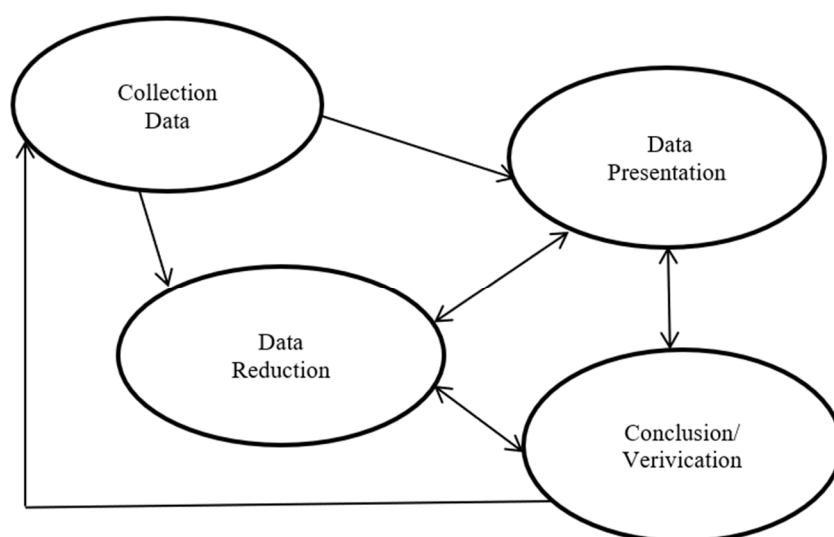 Collection
Data
Data
Presentation
Data
Reduction
Conclusion/
Verivication